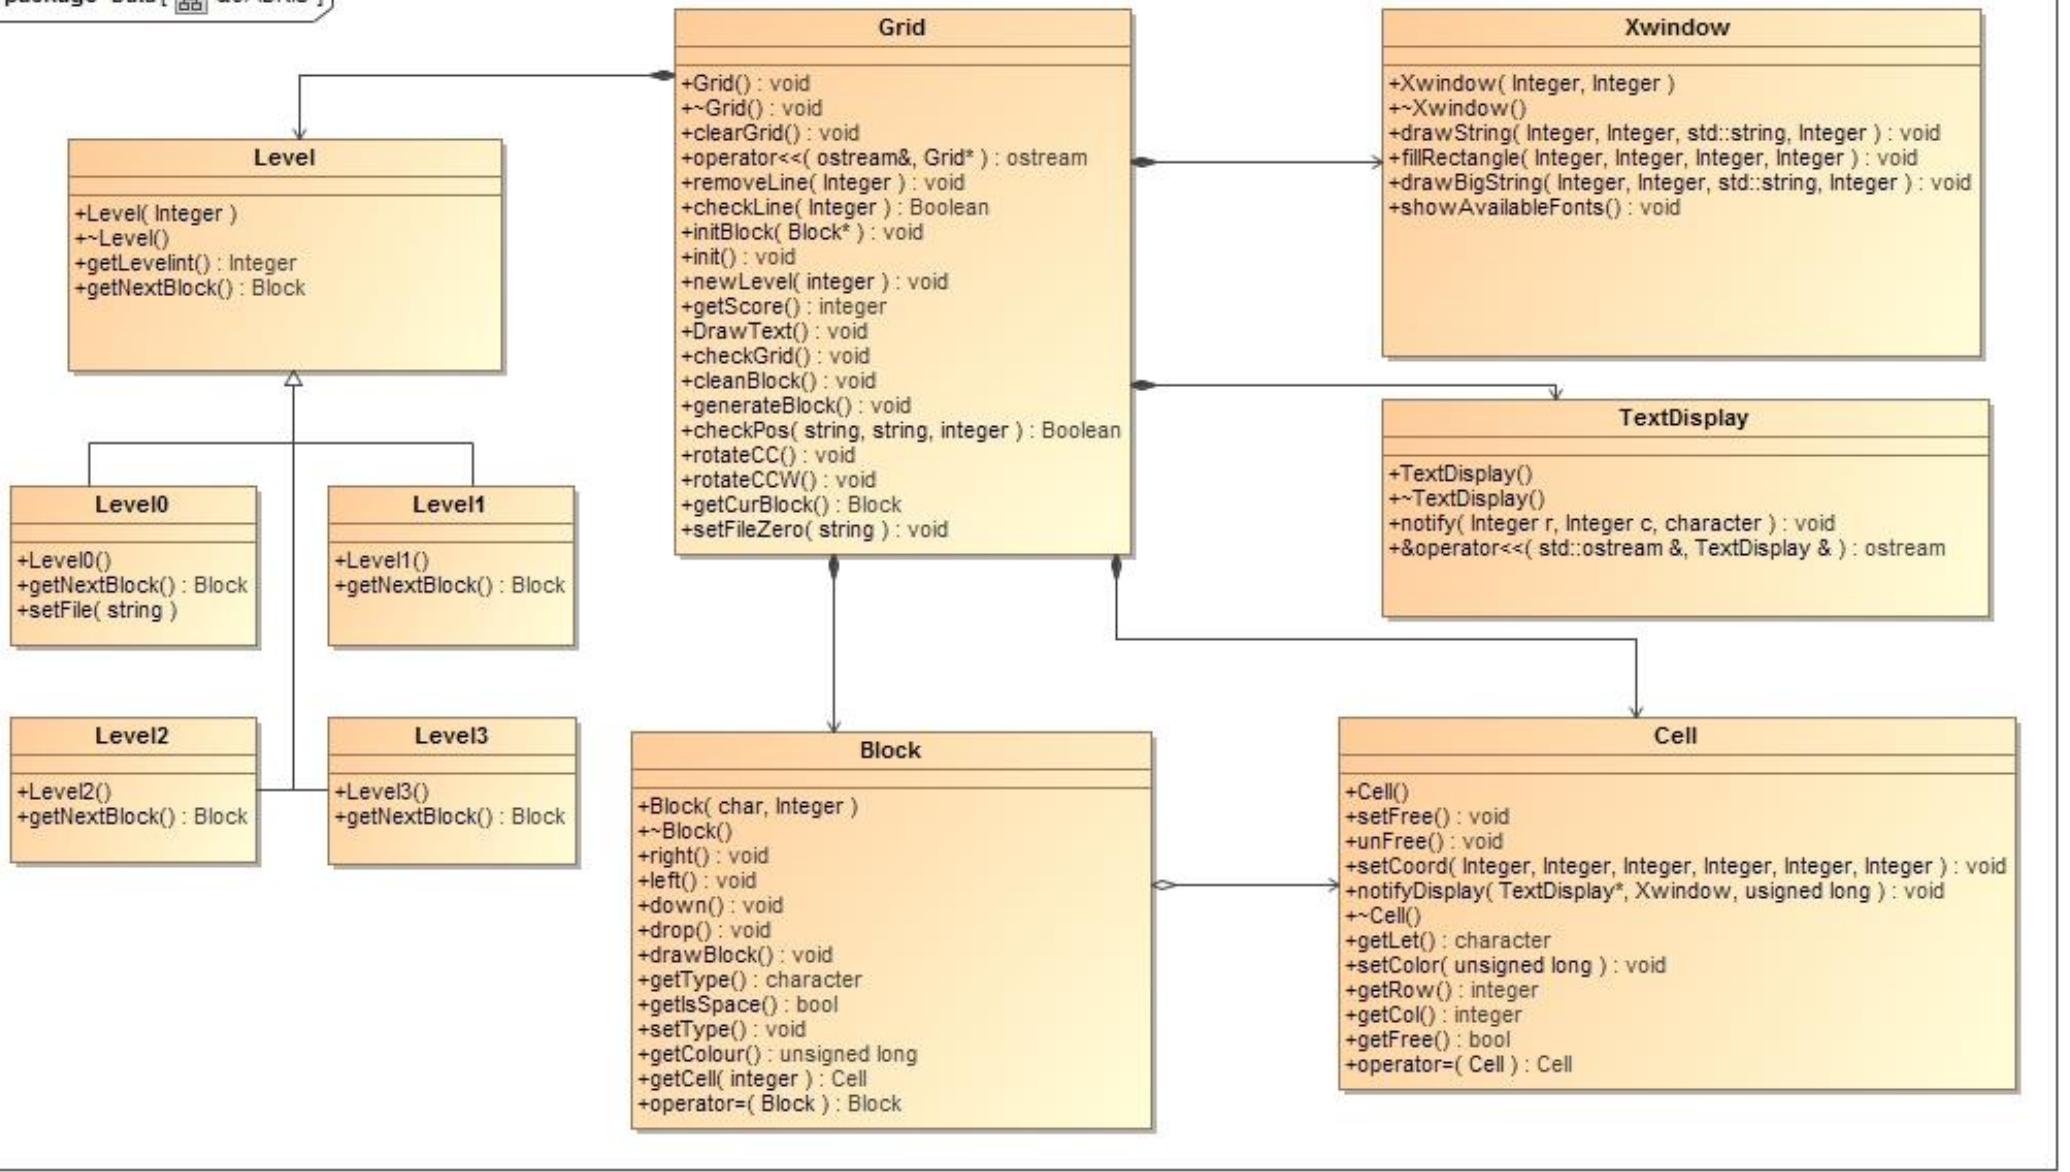 Grid
+Grid() : void
+~Grid() : void
+clearGrid() : void
+operator<<( ostream&, Grid* ) : ostream
+removeLine( Integer ) : void
+checkLine( Integer ) : Boolean
+initBlock( Block* ) : void
+init() : void
+newLevel( integer ) : void
+getScore() : integer
+DrawText() : void
+checkGrid() : void
+cleanBlock() : void
+generateBlock() : void
+checkPos( string, string, integer ) : Boolean
+rotateCC() : void
+rotateCCW() : void
+getCurBlock() : Block
+setFileZero( string ) : void
Xwindow
+Xwindow( Integer, Integer )
+~Xwindow()
+drawString( Integer, Integer, std::string, Integer ) : void
+fillRectangle( Integer, Integer, Integer, Integer ) : void
+drawBigString( Integer, Integer, std::string, Integer ) : void
+showAvailableFonts() : void
Level
+Level( Integer )
+~Level()
+getLevelint() : Integer
+getNextBlock() : Block
TextDisplay
+TextDisplay()
+~TextDisplay()
+notify( Integer r, Integer c, character ) : void
+&operator<<( std::ostream &, TextDisplay & ) : ostream
Level0
+Level0()
+getNextBlock() : Block
+setFile( string )
Level1
+Level1()
+getNextBlock() : Block
Level2
+Level2()
+getNextBlock() : Block
Level3
+Level3()
+getNextBlock() : Block
Block
+Block( char, Integer )
+~Block()
+right() : void
+left() : void
+down() : void
+drop() : void
+drawBlock() : void
+getType() : character
+getIsSpace() : bool
+setType() : void
+getColour() : unsigned long
+getCell( integer ) : Cell
+operator=( Block ) : Block
Cell
+Cell()
+setFree() : void
+unFree() : void
+setCoord( Integer, Integer, Integer, Integer, Integer, Integer ) : void
+notifyDisplay( TextDisplay*, Xwindow, usigned long ) : void
+~Cell()
+getLet() : character
+setColor( unsigned long ) : void
+getRow() : integer
+getCol() : integer
+getFree() : bool
+operator=( Cell ) : Cell